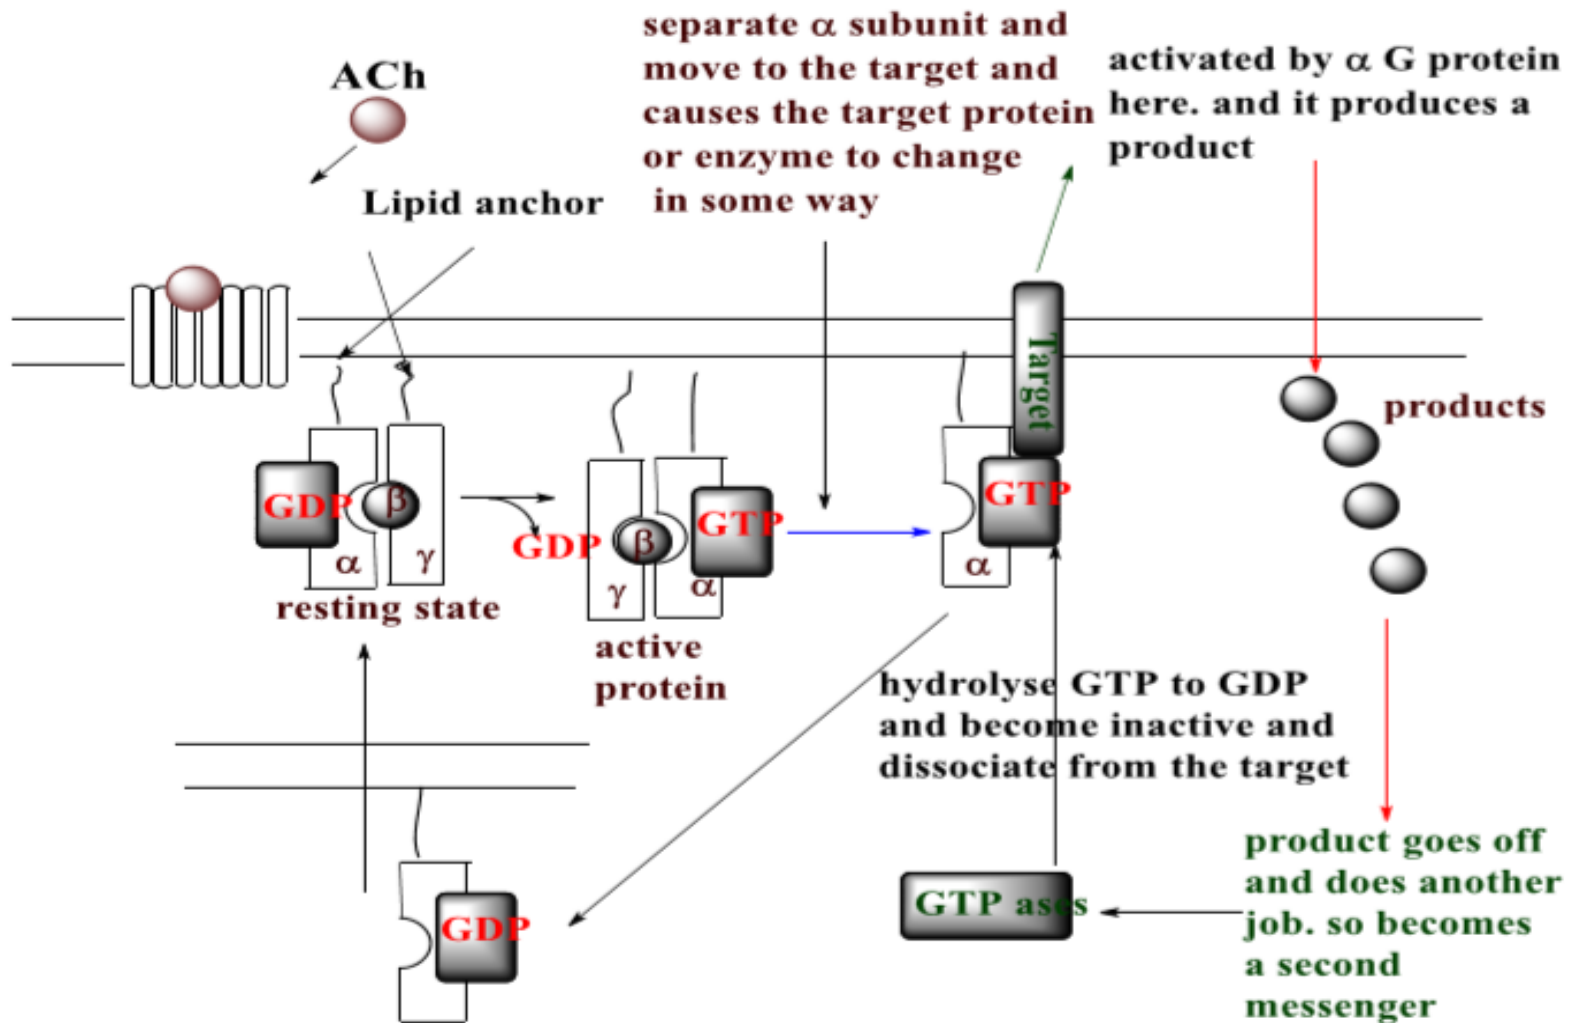 ACh
Lipid anchor
separate α subunit and
move to the target and
causes the target protein
or enzyme to change
in some way
activated by α G protein
here. and it produces a
product
Target
products
GDP
β
α
γ
resting state
GDP
β
GTP
γ
α
active
protein
GTP
α
hydrolyse GTP to GDP
and become inactive and
dissociate from the target
product goes off
and does another
job. so becomes
a second
messenger
GTP ases
GDP